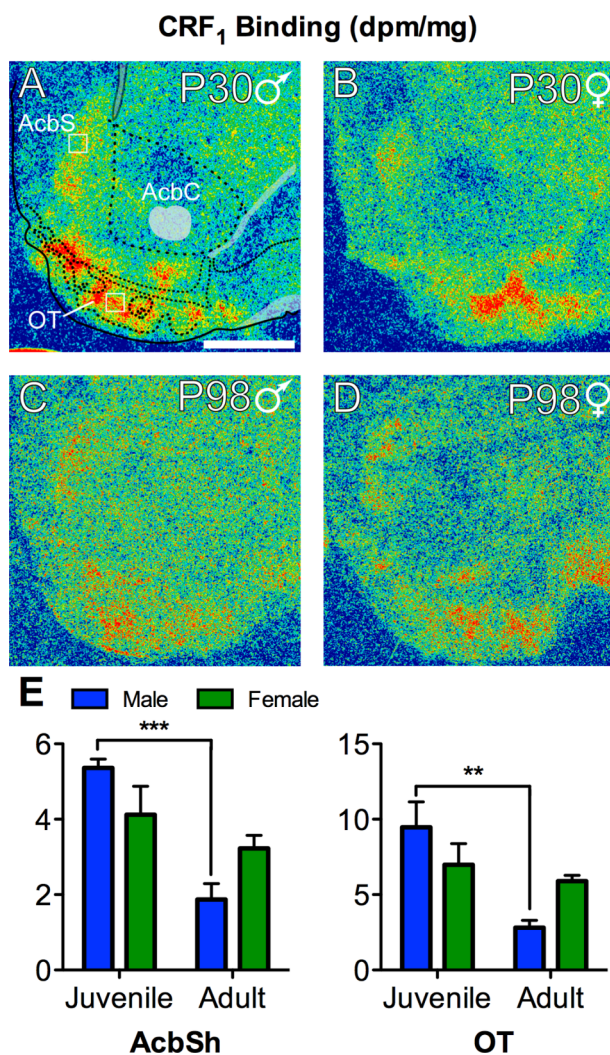 CRF₁ Binding (dpm/mg)
A P30♂
AcbS
AcbC
OT
B P30♀
C P98♂
D P98♀
E Male Female
6
4
2
0
***
Juvenile Adult
AcbSh
15
10
5
0
**
Juvenile Adult
OT